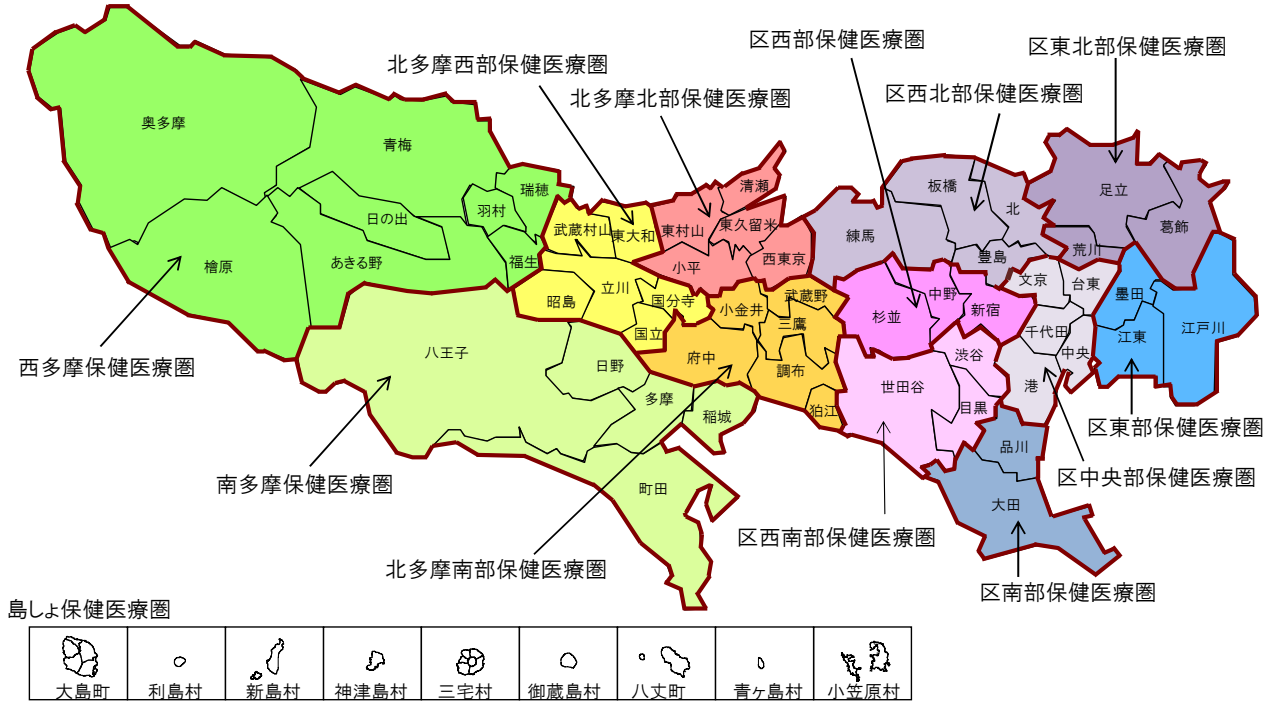 区西部保健医療圏
区東北部保健医療圏
北多摩西部保健医療圏
北多摩北部保健医療圏
区西北部保健医療圏
奥多摩
青梅
瑞穂
羽村
日の出
福生
あきる野
檜原
西多摩保健医療圏
武蔵村山
東大和
立川
昭島
国分寺
国立
清瀬
東村山
東久留米
小平
西東京
小金井
武蔵野
三鷹
府中
調布
狛江
八王子
日野
多摩
稲城
町田
練馬
板橋
北
豊島
足立
葛飾
荒川
杉並
中野
新宿
文京
台東
千代田
中央
港
墨田
江東
江戸川
渋谷
世田谷
目黒
品川
大田
区東部保健医療圏
区中央部保健医療圏
南多摩保健医療圏
区西南部保健医療圏
北多摩南部保健医療圏
区南部保健医療圏
島しょ保健医療圏
大島町
利島村
新島村
神津島村
三宅村
御蔵島村
八丈町
青ヶ島村
小笠原村